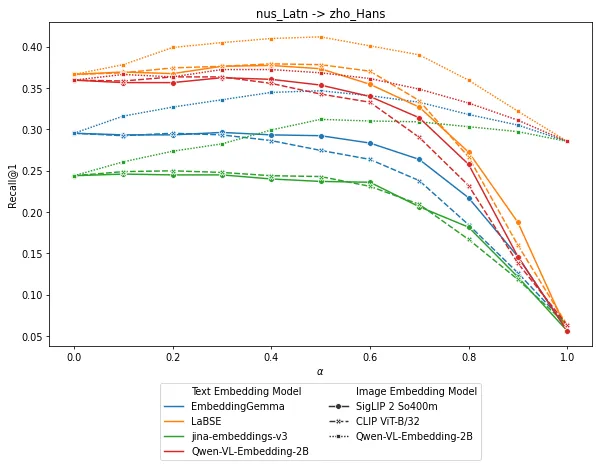 nus_Latn -> zho_Hans
Recall@1
0.40
0.35
0.30
0.25
0.20
0.15
0.10
0.05
0.0 0.2 0.4 0.6 0.8 1.0
α
Text Embedding Model Image Embedding Model
EmbeddingGemma SigLIP 2 So400m
LaBSE CLIP ViT-B/32
jina-embeddings-v3 Qwen-VL-Embedding-2B
Qwen-VL-Embedding-2B